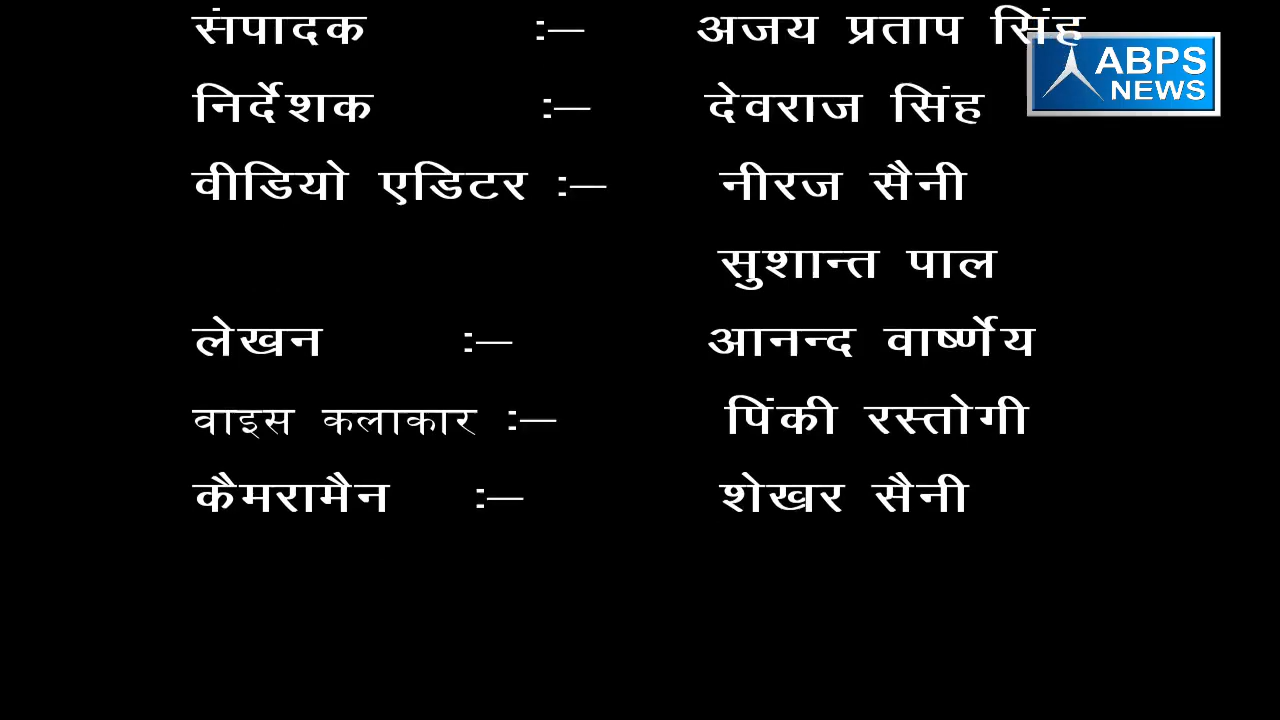 संपादक :— अजय प्रताप सिंह
ABPS
NEWS
निर्देशक :— देवराज सिंह
वीडियो एडिटर :— नीरज सैनी
सुशान्त पाल
लेखन :— आनन्द वार्ष्णेय
वाइस कलाकार :— पिंकी रस्तोगी
कैमरामैन :— शेखर सैनी